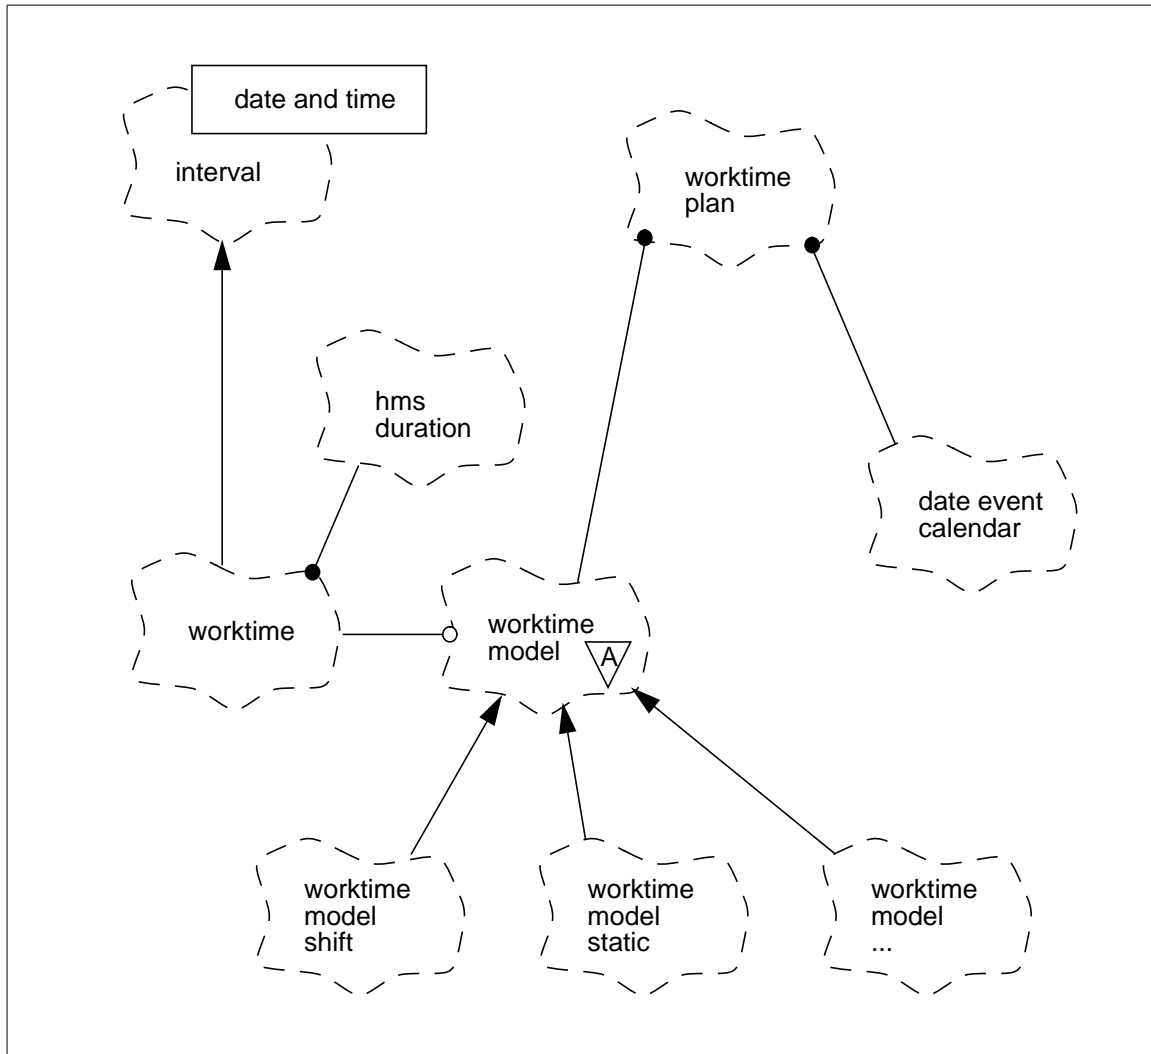 date and time
interval
worktime
plan
hms
duration
date event
calendar
worktime
worktime
model
A
worktime
model
shift
worktime
model
static
worktime
model
...